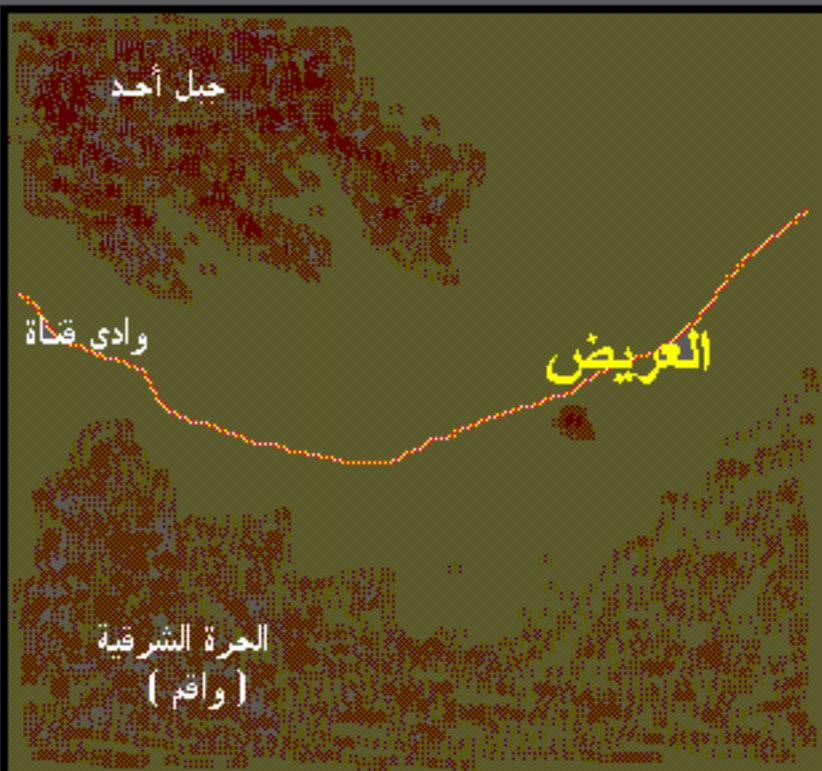 جبل أحد
وادي قناة
العريض
الحرة الشرقية
( واقم )